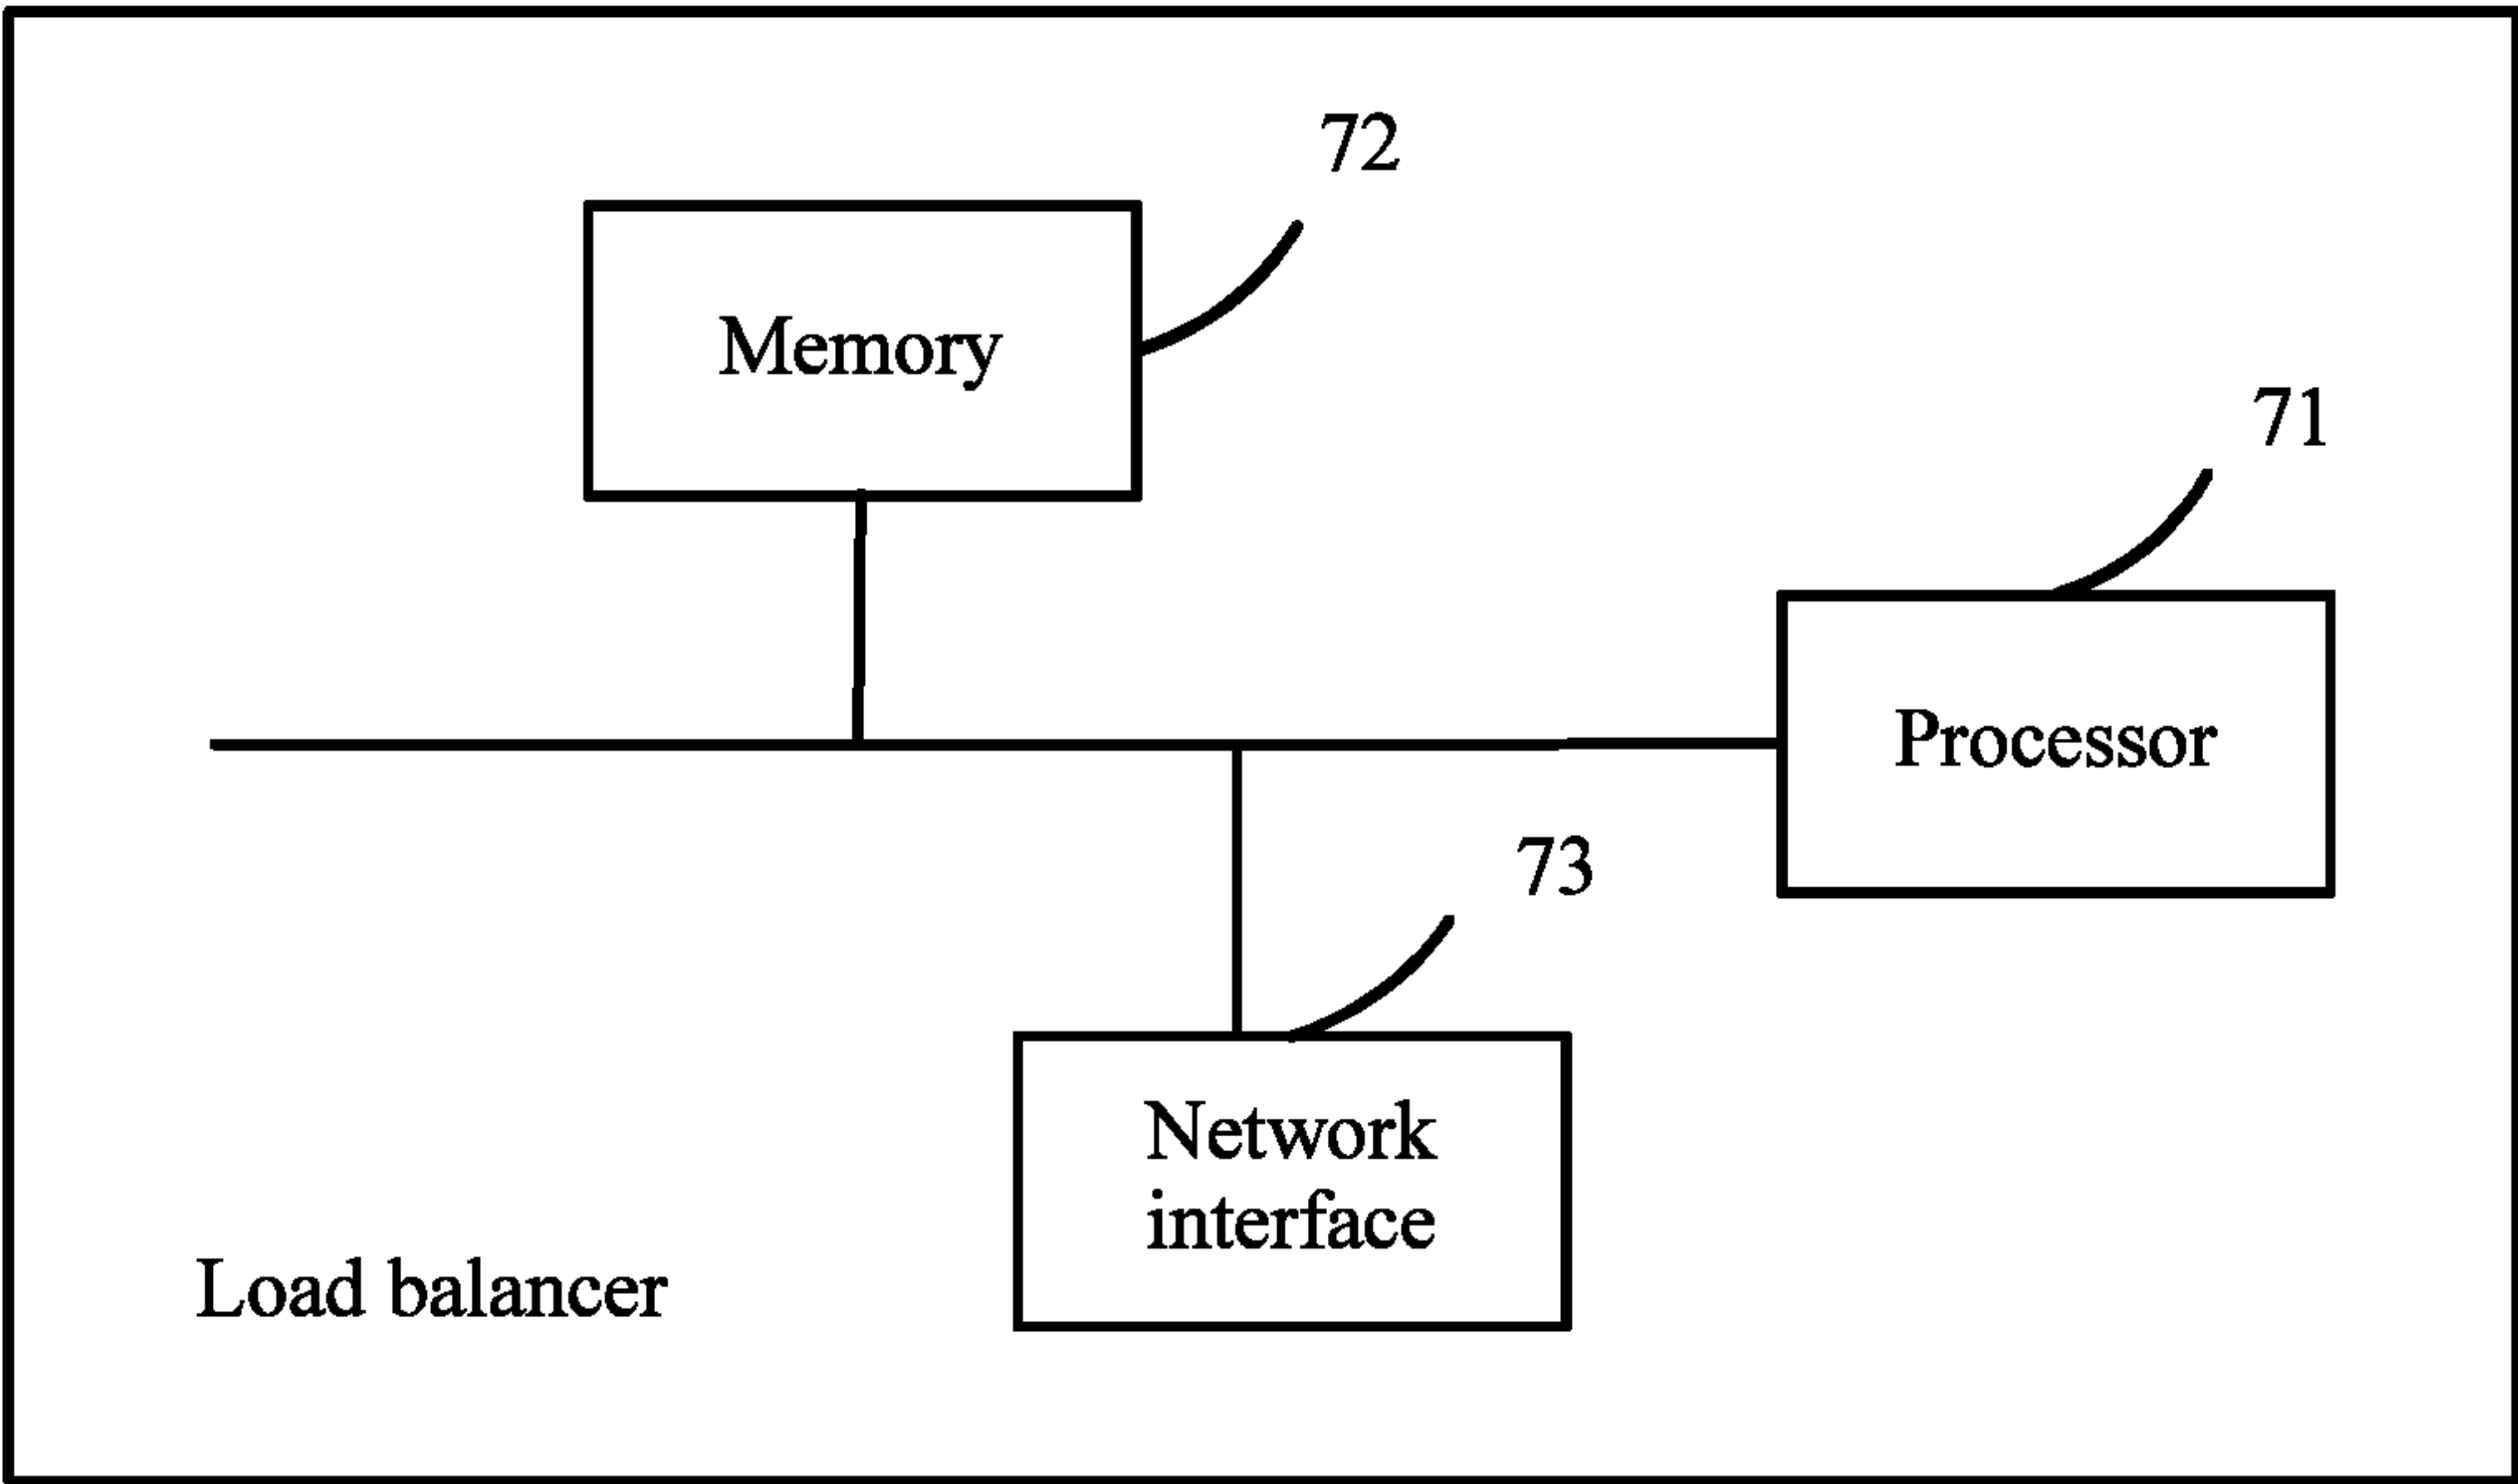 72
Memory
71
Processor
73
Network
interface
Load balancer